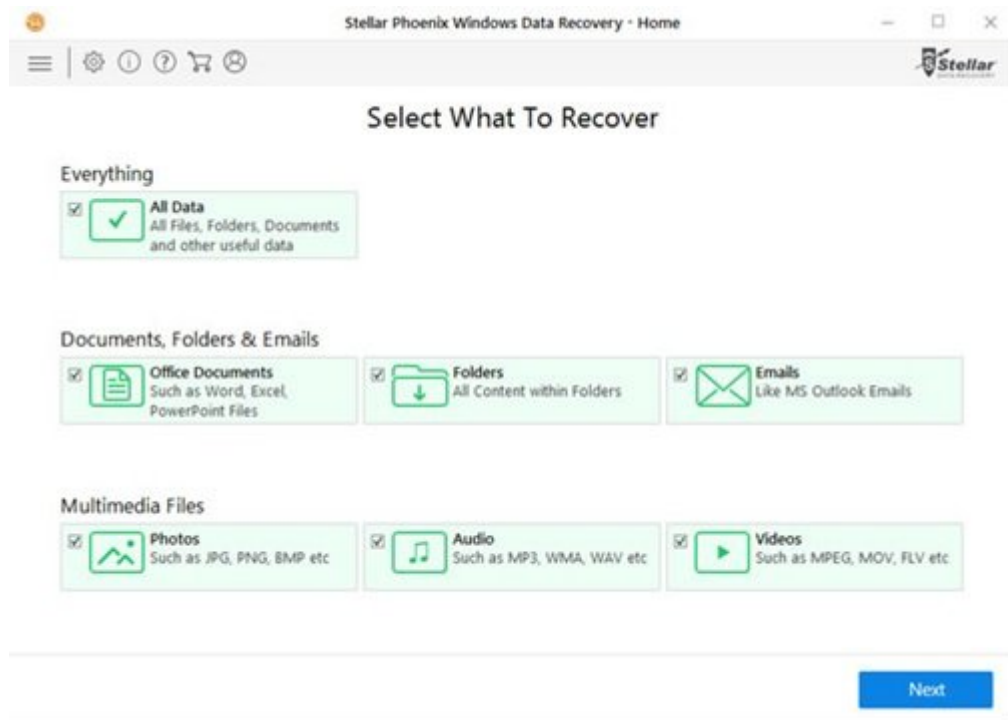 Stellar Phoenix Windows Data Recovery - Home
Stellar
DATA RECOVERY
Select What To Recover
Everything
All Data
All Files, Folders, Documents
and other useful data
Documents, Folders & Emails
Office Documents
Such as Word, Excel,
PowerPoint Files
Folders
All Content within Folders
Emails
Like MS Outlook Emails
Multimedia Files
Photos
Such as JPG, PNG, BMP etc
Audio
Such as MP3, WMA, WAV etc
Videos
Such as MPEG, MOV, FLV etc
Next